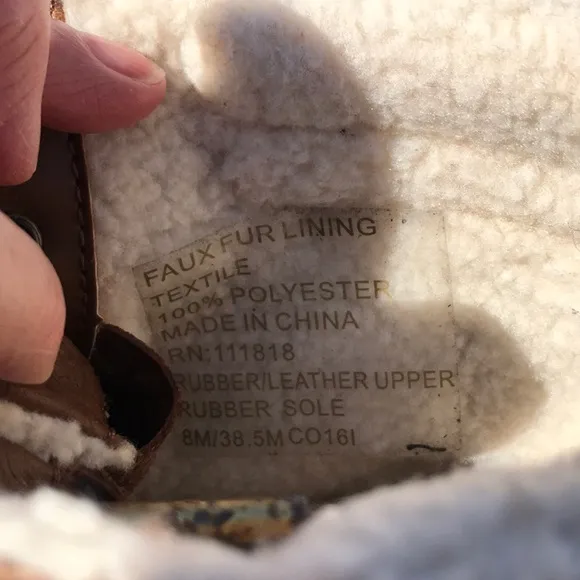 FAUX FUR LINING
TEXTILE
100% POLYESTER
MADE IN CHINA
RN:111818
RUBBER/LEATHER UPPER
RUBBER SOLE
8M/38.5M CO16I